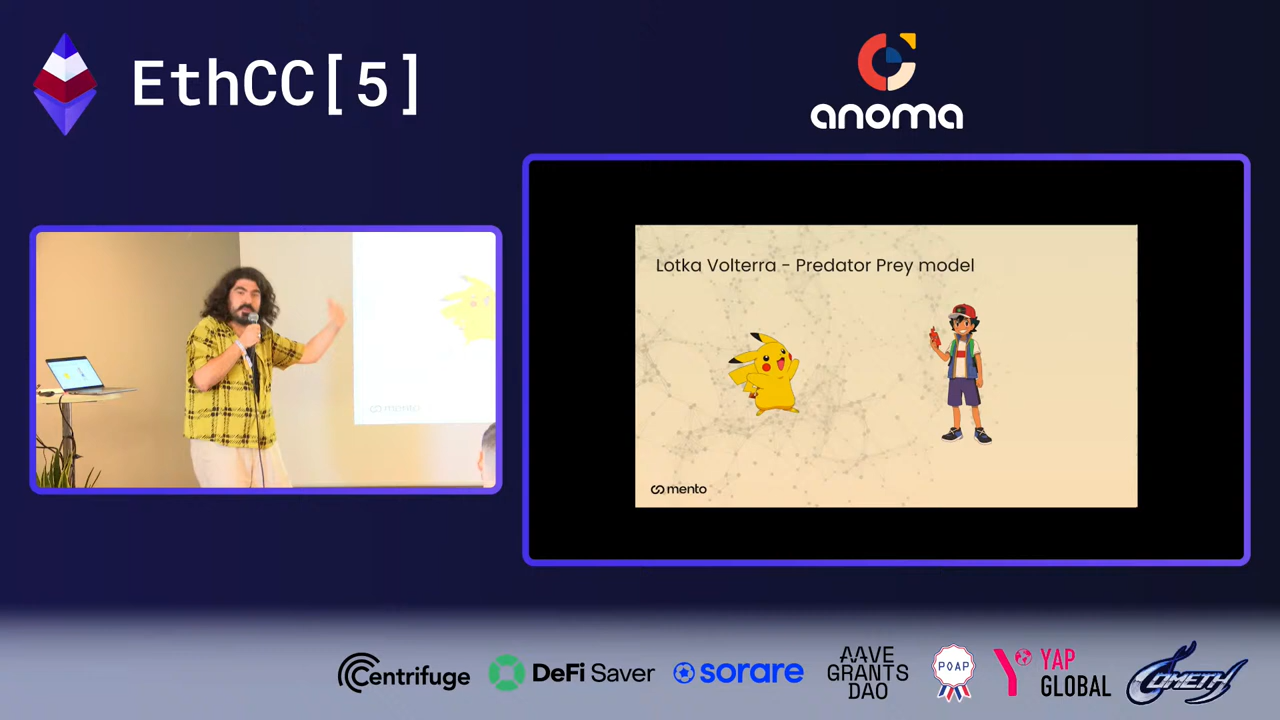 EthCC[5]
anoma
Lotka Volterra - Predator Prey model
mento
mento
Centrifuge
DeFi Saver
sorare
AAVE
GRANTS
DAO
POAP
YAP
GLOBAL
COMETH